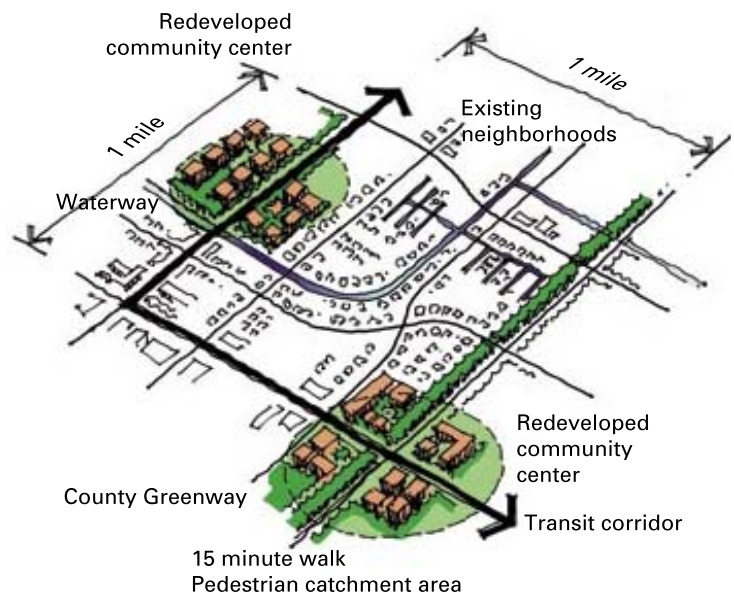 Redeveloped
community center
1 mile
1 mile
Existing
neighborhoods
Waterway
Redeveloped
community
center
County Greenway
Transit corridor
15 minute walk
Pedestrian catchment area